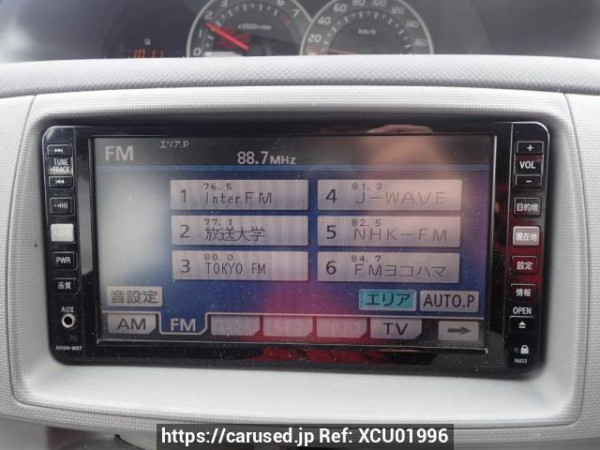 FM
エリア.P
88.7MHz
1 76.5 InterFM
4 81.3 J-WAVE
2 77.1 放送大学
5 82.5 NHK-FM
3 80.0 TOKYO FM
6 84.7 FMヨコハマ
音設定
エリア
AUTO.P
AM
FM
TV
TUNE
TRACK
PWR
画質
AUX
+
VOL
-
目的地
現在地
設定
情報
OPEN
https://carused.jp Ref: XCU01996